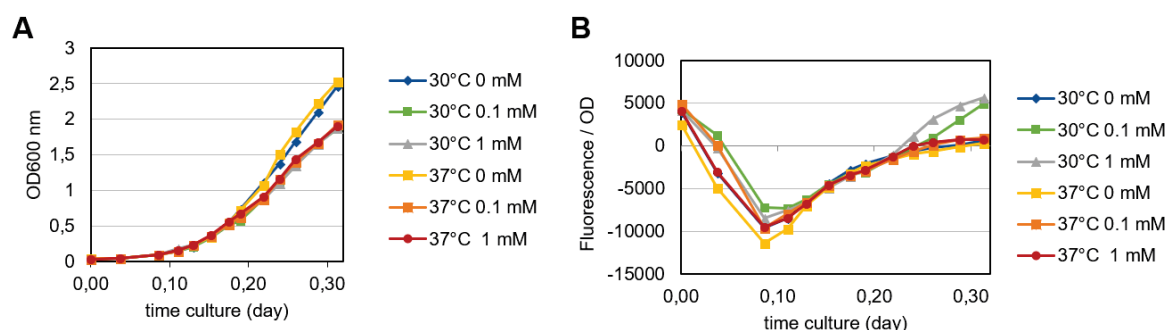 A
OD600 nm
3
2,5
2
1,5
1
0,5
0
0,00
0,10
0,20
0,30
time culture (day)
30°C 0 mM
30°C 0.1 mM
30°C 1 mM
37°C 0 mM
37°C 0.1 mM
37°C 1 mM
B
Fluorescence / OD
10000
5000
0
-5000
-10000
-15000
0,00
0,10
0,20
0,30
time culture (day)
30°C 0 mM
30°C 0.1 mM
30°C 1 mM
37°C 0 mM
37°C 0.1 mM
37°C 1 mM